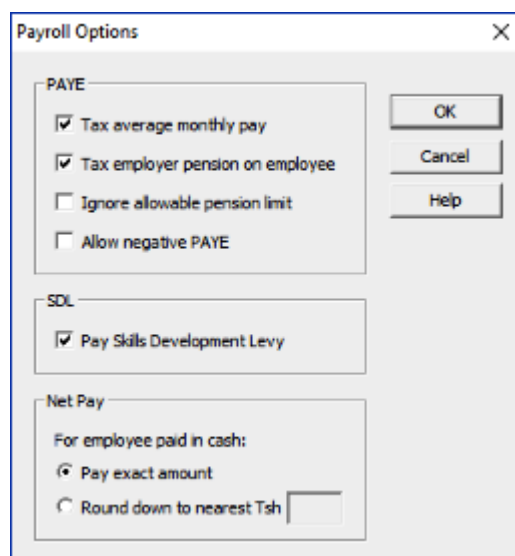 Payroll Options
PAYE
Tax average monthly pay
Tax employer pension on employee
Ignore allowable pension limit
Allow negative PAYE
OK
Cancel
Help
SDL
Pay Skills Development Levy
Net Pay
For employee paid in cash:
Pay exact amount
Round down to nearest Tsh